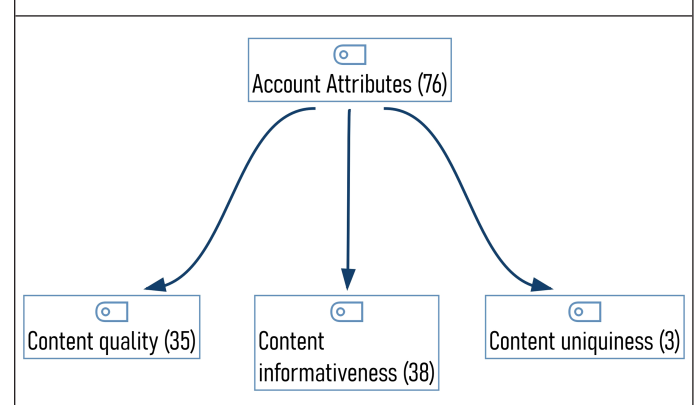 Account Attributes (76)
Content quality (35)
Content
informativeness (38)
Content uniquiness (3)